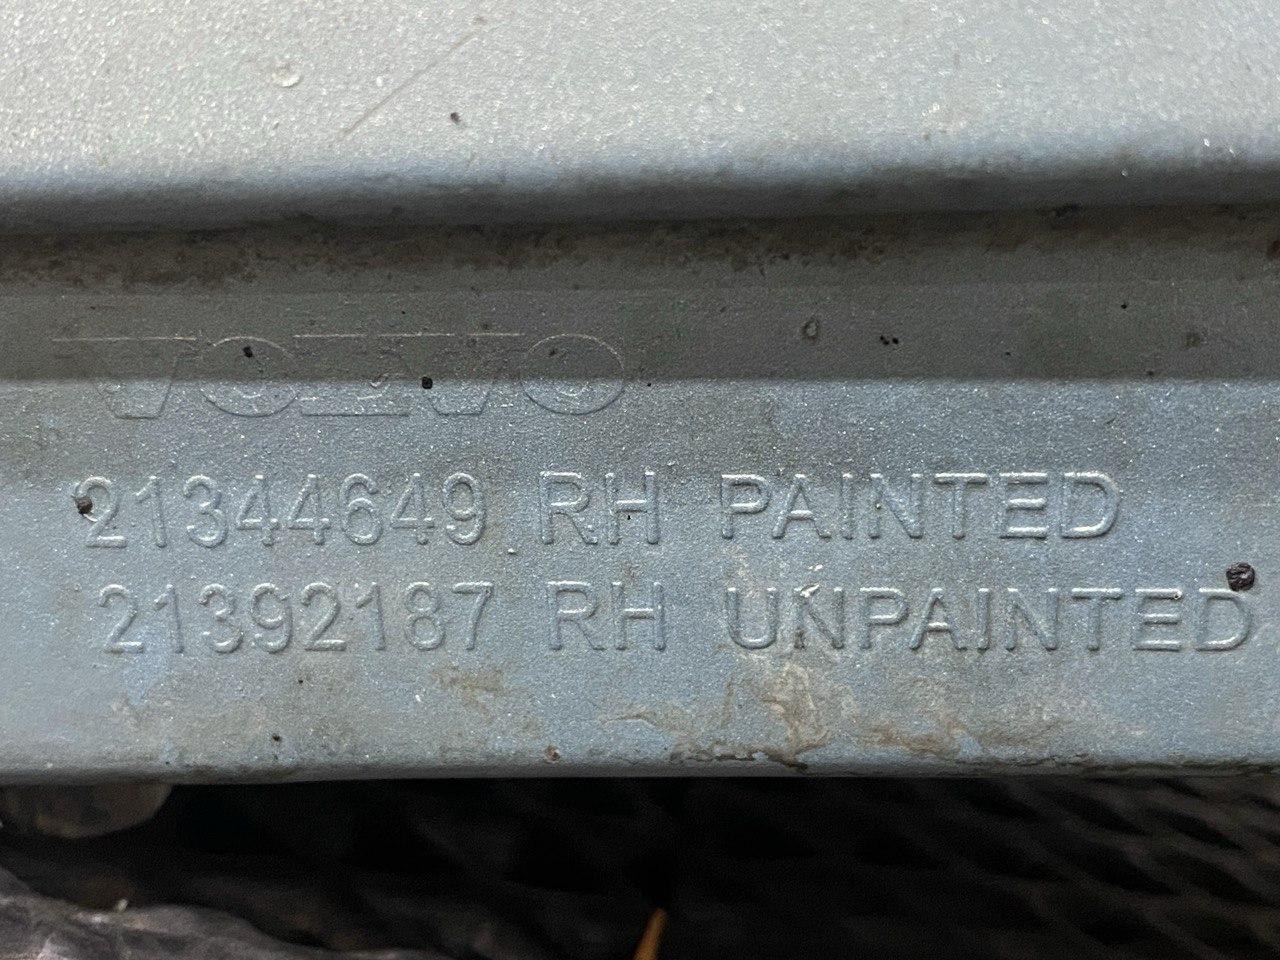 VOLVO
21344649 RH PAINTED
21392187 RH UNPAINTED